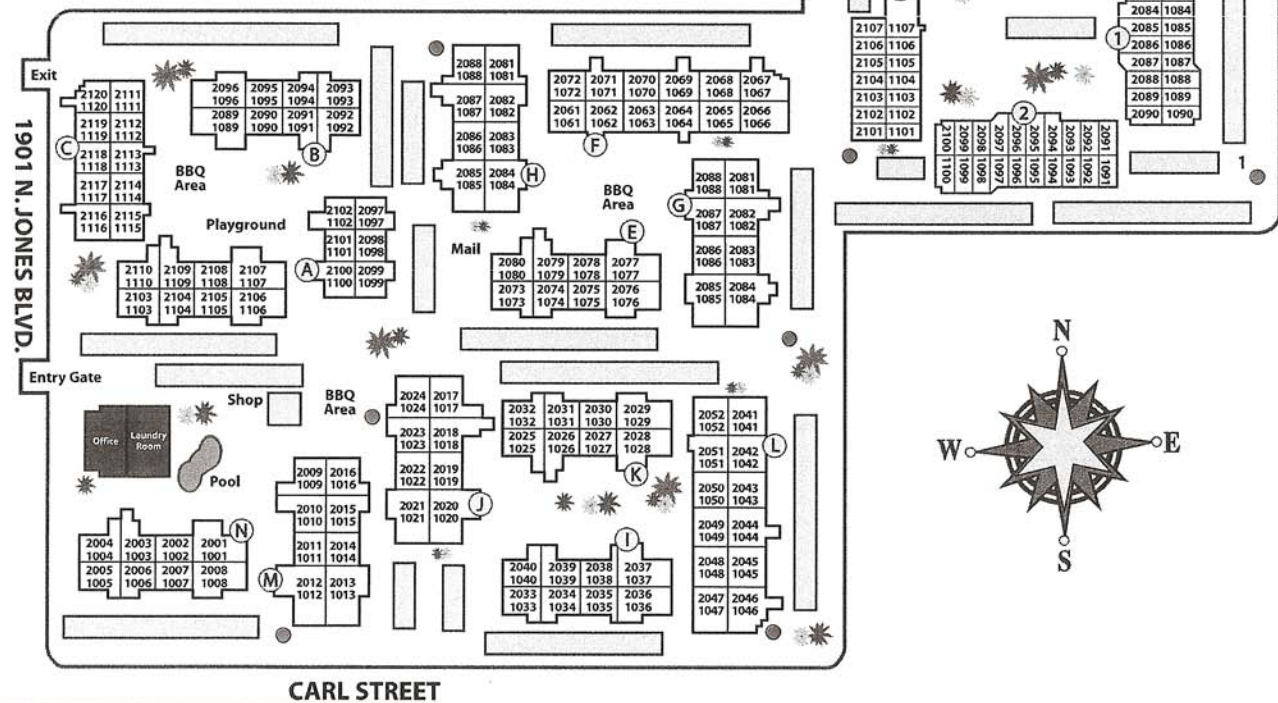 Exit
1901 N. JONES BLVD.
Entry Gate
2120 2111
1120 1111
2119 2112
1119 1112
C
2118 2113
1118 1113
2117 2114
1117 1114
2116 2115
1116 1115
2096 2095 2094 2093
1096 1095 1094 1093
2089 2090 2091 2092
1089 1090 1091 1092
B
BBQ
Area
Playground
2110 2109 2108 2107
1110 1109 1108 1107
2103 2104 2105 2106
1103 1104 1105 1106
2102 2097
1102 1097
2101 2098
1101 1098
A
2100 2099
1100 1099
2088 2081
1088 1081
2087 2082
1087 1082
2086 2083
1086 1083
2085 2084
1085 1084
H
Mail
2072 2071 2070 2069 2068 2067
1072 1071 1070 1069 1068 1067
2061 2062 2063 2064 2065 2066
1061 1062 1063 1064 1065 1066
F
BBQ
Area
E
2080 2079 2078 2077
1080 1079 1078 1077
2073 2074 2075 2076
1073 1074 1075 1076
2088 2081
1088 1081
G
2087 2082
1087 1082
2086 2083
1086 1083
2085 2084
1085 1084
2107 1107
2106 1106
2105 1105
2104 1104
2103 1103
2102 1102
2101 1101
2
2100 2099 2098 2097 2096 2095 2094 2093 2092 2091
1100 1099 1098 1097 1096 1095 1094 1093 1092 1091
2084 1084
2085 1085
1
2086 1086
2087 1087
2088 1088
2089 1089
2090 1090
1
Shop
BBQ
Area
Office
Laundry
Room
Pool
2004 2003 2002 2001
1004 1003 1002 1001
N
2005 2006 2007 2008
1005 1006 1007 1008
2009 2016
1009 1016
2010 2015
1010 1015
2011 2014
1011 1014
M
2012 2013
1012 1013
2024 2017
1024 1017
2023 2018
1023 1018
2022 2019
1022 1019
2021 2020
1021 1020
J
2032 2031 2030 2029
1032 1031 1030 1029
2025 2026 2027 2028
1025 1026 1027 1028
K
I
2040 2039 2038 2037
1040 1039 1038 1037
2033 2034 2035 2036
1033 1034 1035 1036
2052 2041
1052 1041
L
2051 2042
1051 1042
2050 2043
1050 1043
2049 2044
1049 1044
2048 2045
1048 1045
2047 2046
1047 1046
N
W
E
S
CARL STREET